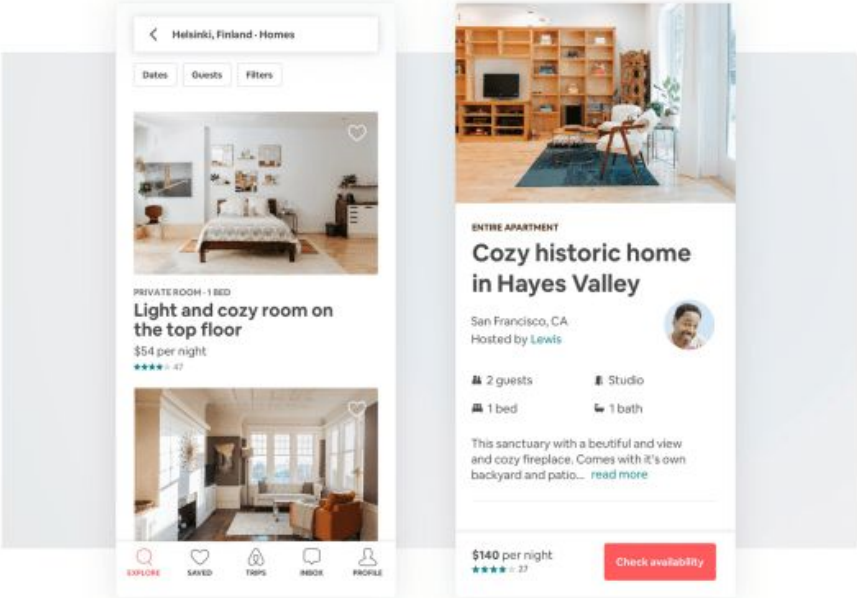 Helsinki, Finland · Homes
Dates
Guests
Filters
PRIVATE ROOM · 1 BED
Light and cozy room on
the top floor
$54 per night
47
EXPLORE
SAVED
TRIPS
INBOX
PROFILE
ENTIRE APARTMENT
Cozy historic home
in Hayes Valley
San Francisco, CA
Hosted by Lewis
2 guests
Studio
1 bed
1 bath
This sanctuary with a beutiful and view
and cozy fireplace. Comes with it's own
backyard and patio... read more
$140 per night
27
Check availability